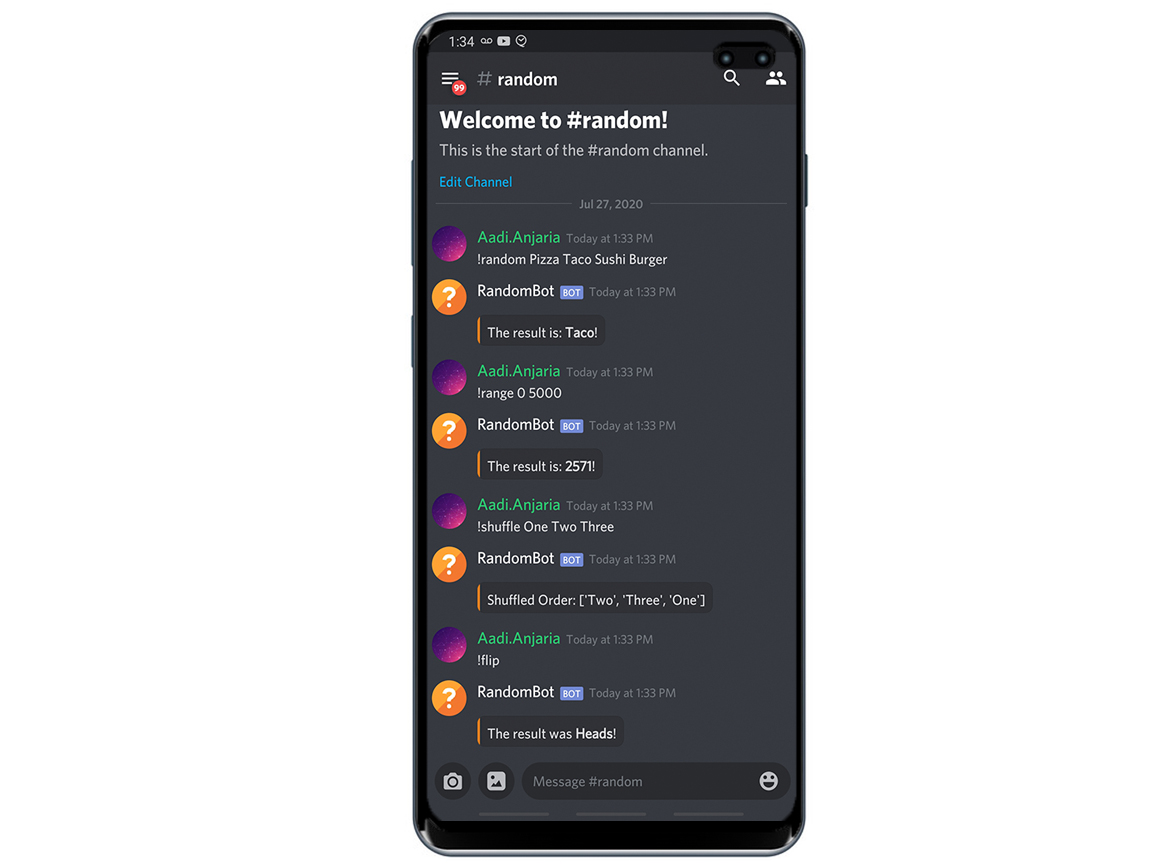 1:34
99
# random
Welcome to #random!
This is the start of the #random channel.
Edit Channel
Jul 27, 2020
Aadi.Anjaria Today at 1:33 PM
!random Pizza Taco Sushi Burger
?
RandomBot BOT Today at 1:33 PM
The result is: Taco!
Aadi.Anjaria Today at 1:33 PM
!range 0 5000
?
RandomBot BOT Today at 1:33 PM
The result is: 2571!
Aadi.Anjaria Today at 1:33 PM
!shuffle One Two Three
?
RandomBot BOT Today at 1:33 PM
Shuffled Order: ['Two', 'Three', 'One']
Aadi.Anjaria Today at 1:33 PM
!flip
?
RandomBot BOT Today at 1:33 PM
The result was Heads!
Message #random